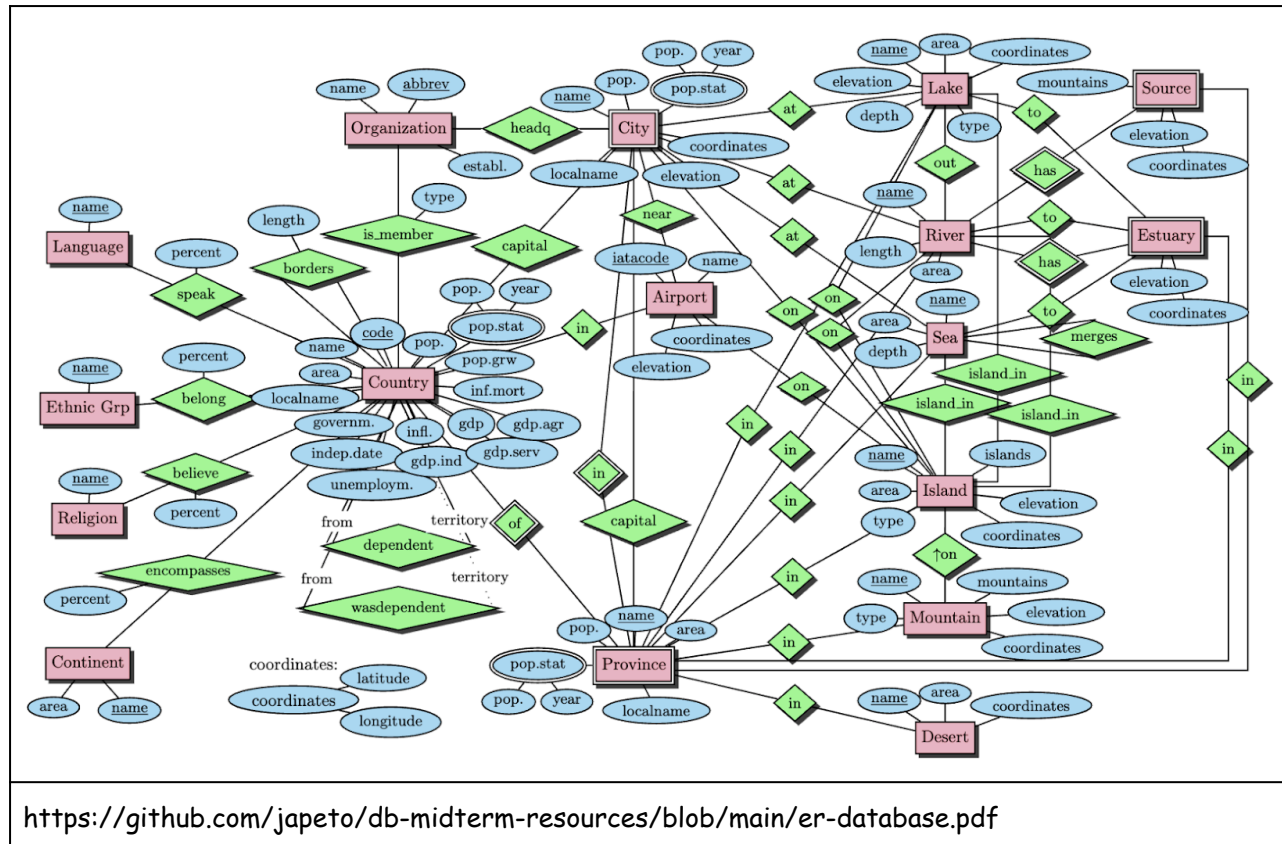 pop. year
pop. pop.stat
name area coordinates
name abbrev name
elevation Lake mountains Source
Organization headq City at
depth type to elevation
establ. coordinates out coordinates
localname elevation at has
name length type near name
Language is_member capital River to Estuary
percent borders iatacode name at length has
speak pop. year Airport area elevation
code pop.stat in on name coordinates
name pop. coordinates area Sea to merges
percent area pop.grw elevation on depth
name Country inf.mort on island_in in
Ethnic Grp belong localname
governm. infl. gdp gdp.agr in island_in island_in
indep.date gdp.ind gdp.serv in in
believe unemploym. in name islands
name area Island elevation
Religion percent from territory of capital in type coordinates
dependent
encompasses from territory ↑on
percent wasdependent in name mountains
name type Mountain elevation
pop. area in coordinates
Continent coordinates: pop.stat Province
latitude
area name coordinates pop. year in name area coordinates
longitude localname Desert
https://github.com/japeto/db-midterm-resources/blob/main/er-database.pdf